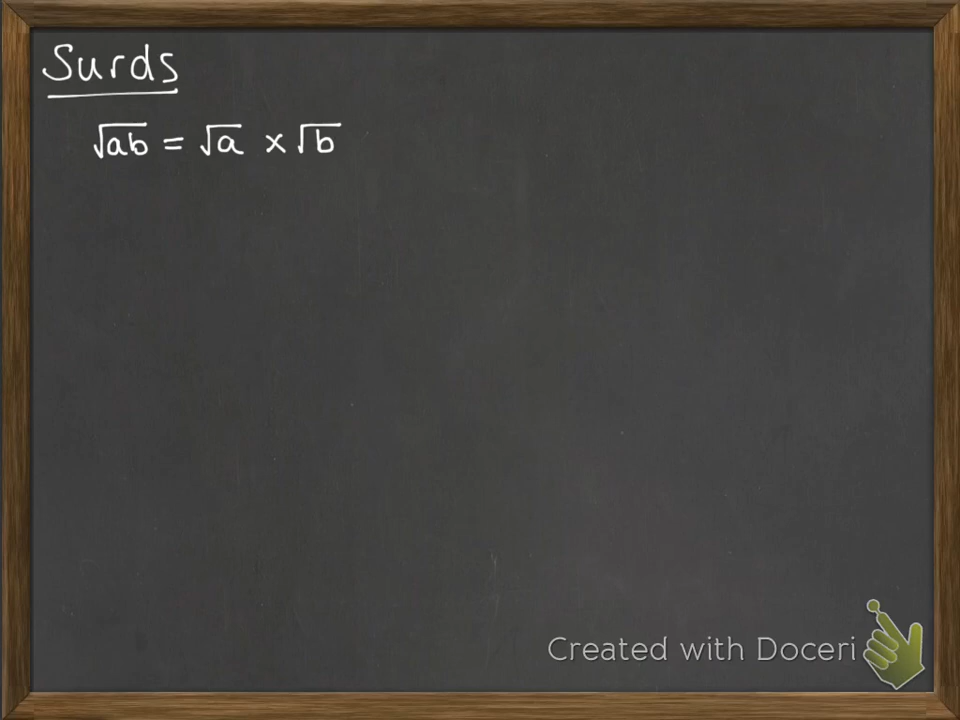 Surds
√ab = √a × √b
Created with Doceri